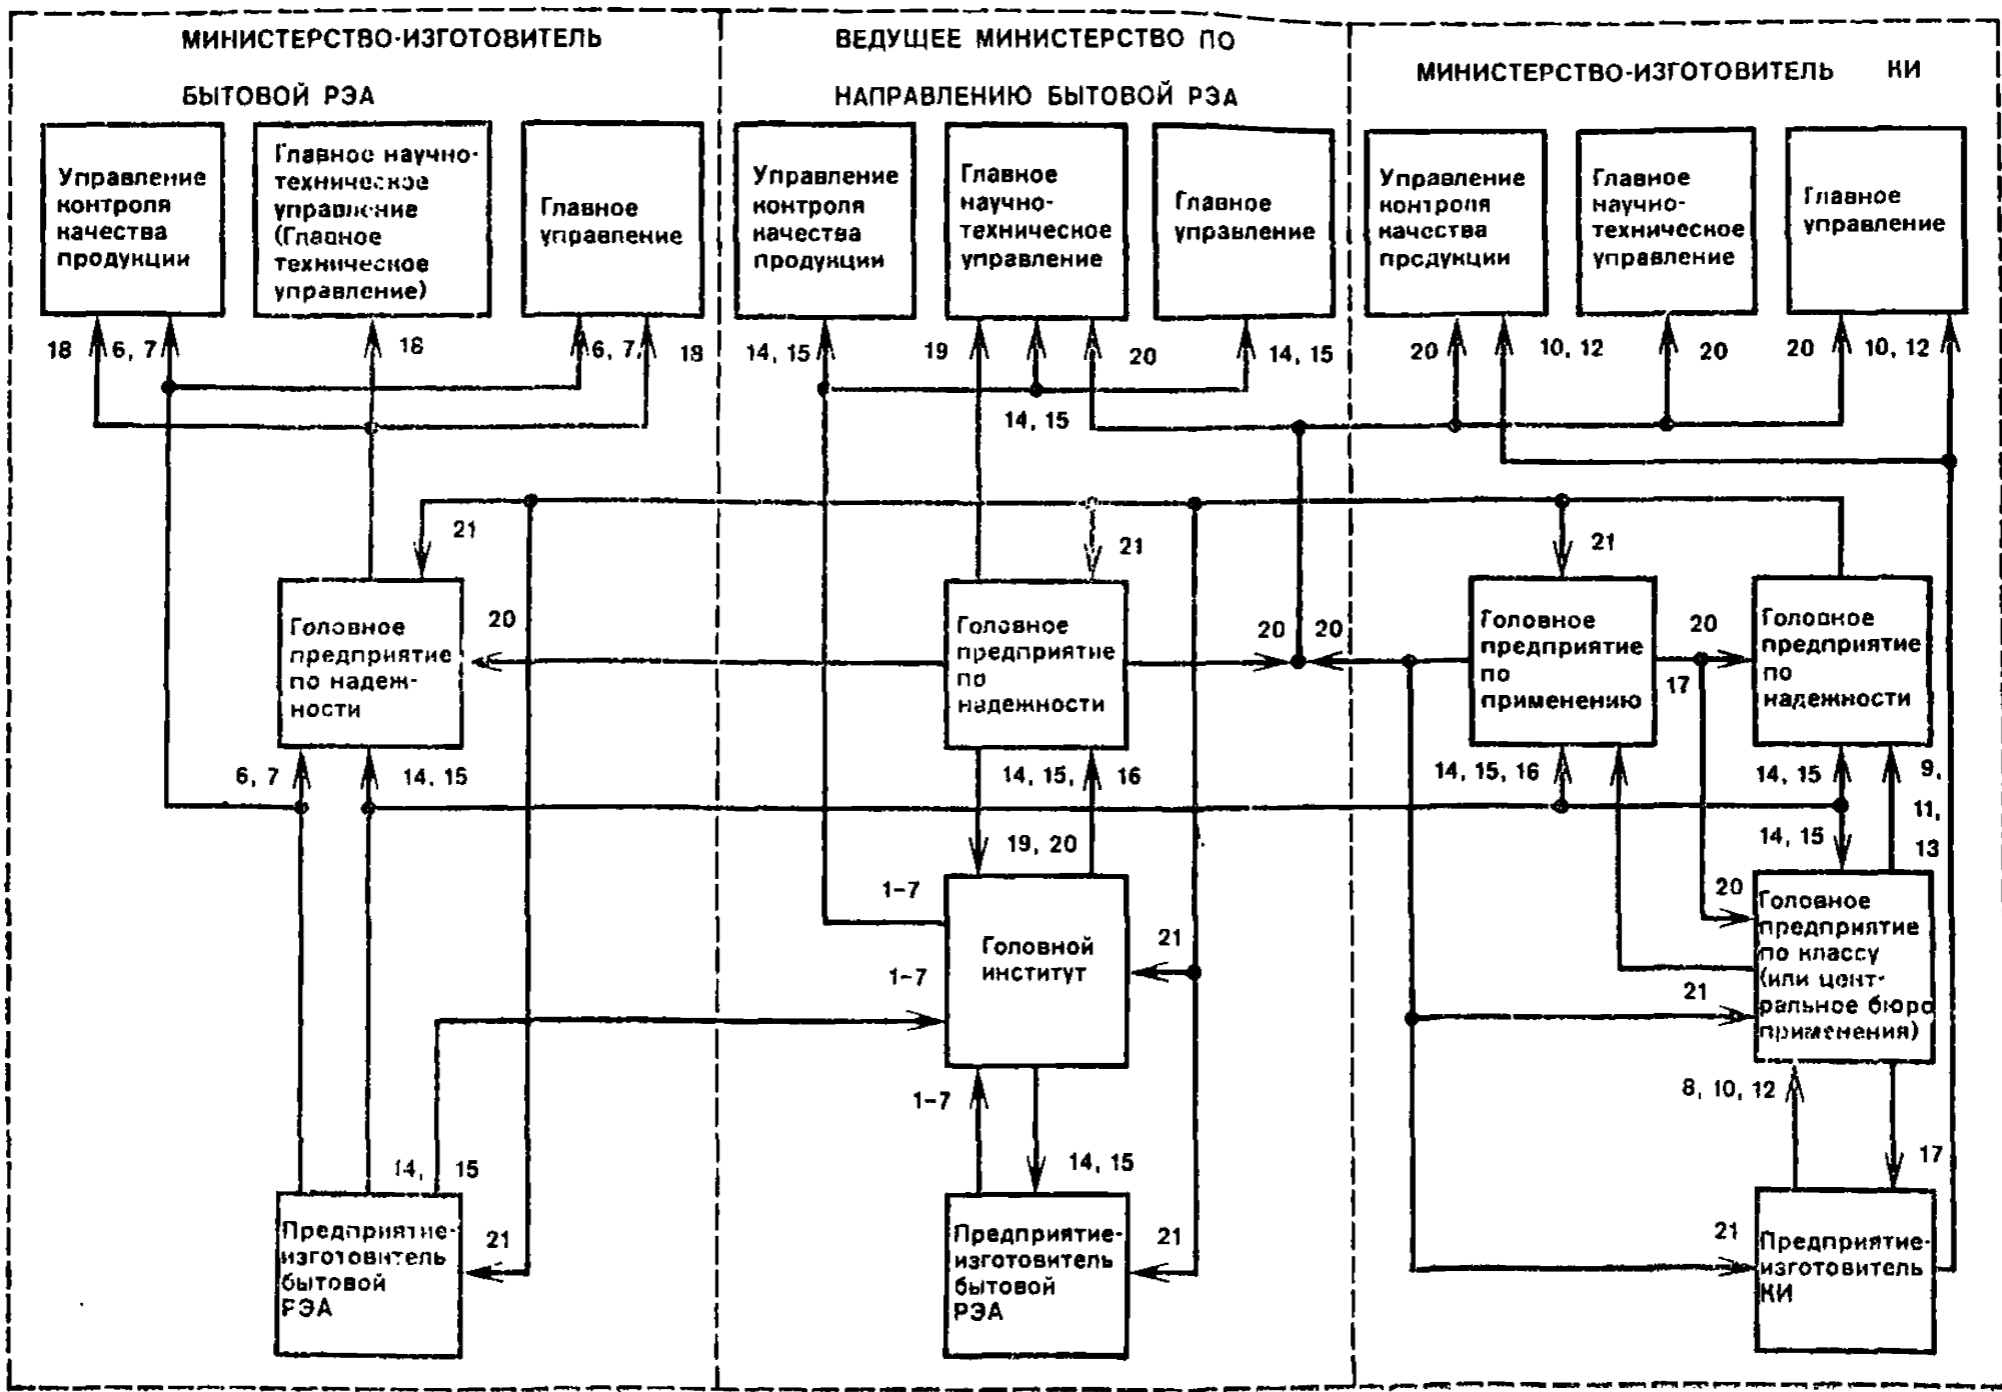 МИНИСТЕРСТВО-ИЗГОТОВИТЕЛЬ
БЫТОВОЙ РЭА
ВЕДУЩЕЕ МИНИСТЕРСТВО ПО
НАПРАВЛЕНИЮ БЫТОВОЙ РЭА
МИНИСТЕРСТВО-ИЗГОТОВИТЕЛЬ КИ
Управление
контроля
качества
продукции
Главное научно-
техническое
управление
(Главное
техническое
управление)
Главное
управление
Управление
контроля
качества
продукции
Главное
научно-
техническое
управление
Главное
управление
Управление
контроля
качества
продукции
Главное
научно-
техническое
управление
Главное
управление
18
6, 7
18
6, 7,
18
14, 15
19
20
14, 15
20
10, 12
20
20
10, 12
14, 15
21
21
21
Головное
предприятие
по надеж-
ности
20
Головное
предприятие
по
надежности
20
20
Головное
предприятие
по
применению
20
17
Головное
предприятие
по
надежности
6, 7
14, 15
14, 15,
16
14, 15, 16
14, 15
9,
11,
13
19, 20
14, 15
1-7
1-7
Головной
институт
21
20
21
Головное
предприятие
по классу
(или цент-
ральное бюро
применения)
1-7
8, 10, 12
14,
15
14, 15
17
Предприятие-
изготовитель
бытовой
РЭА
21
Предприятие-
изготовитель
бытовой
РЭА
21
21
Предприятие-
изготовитель
КИ